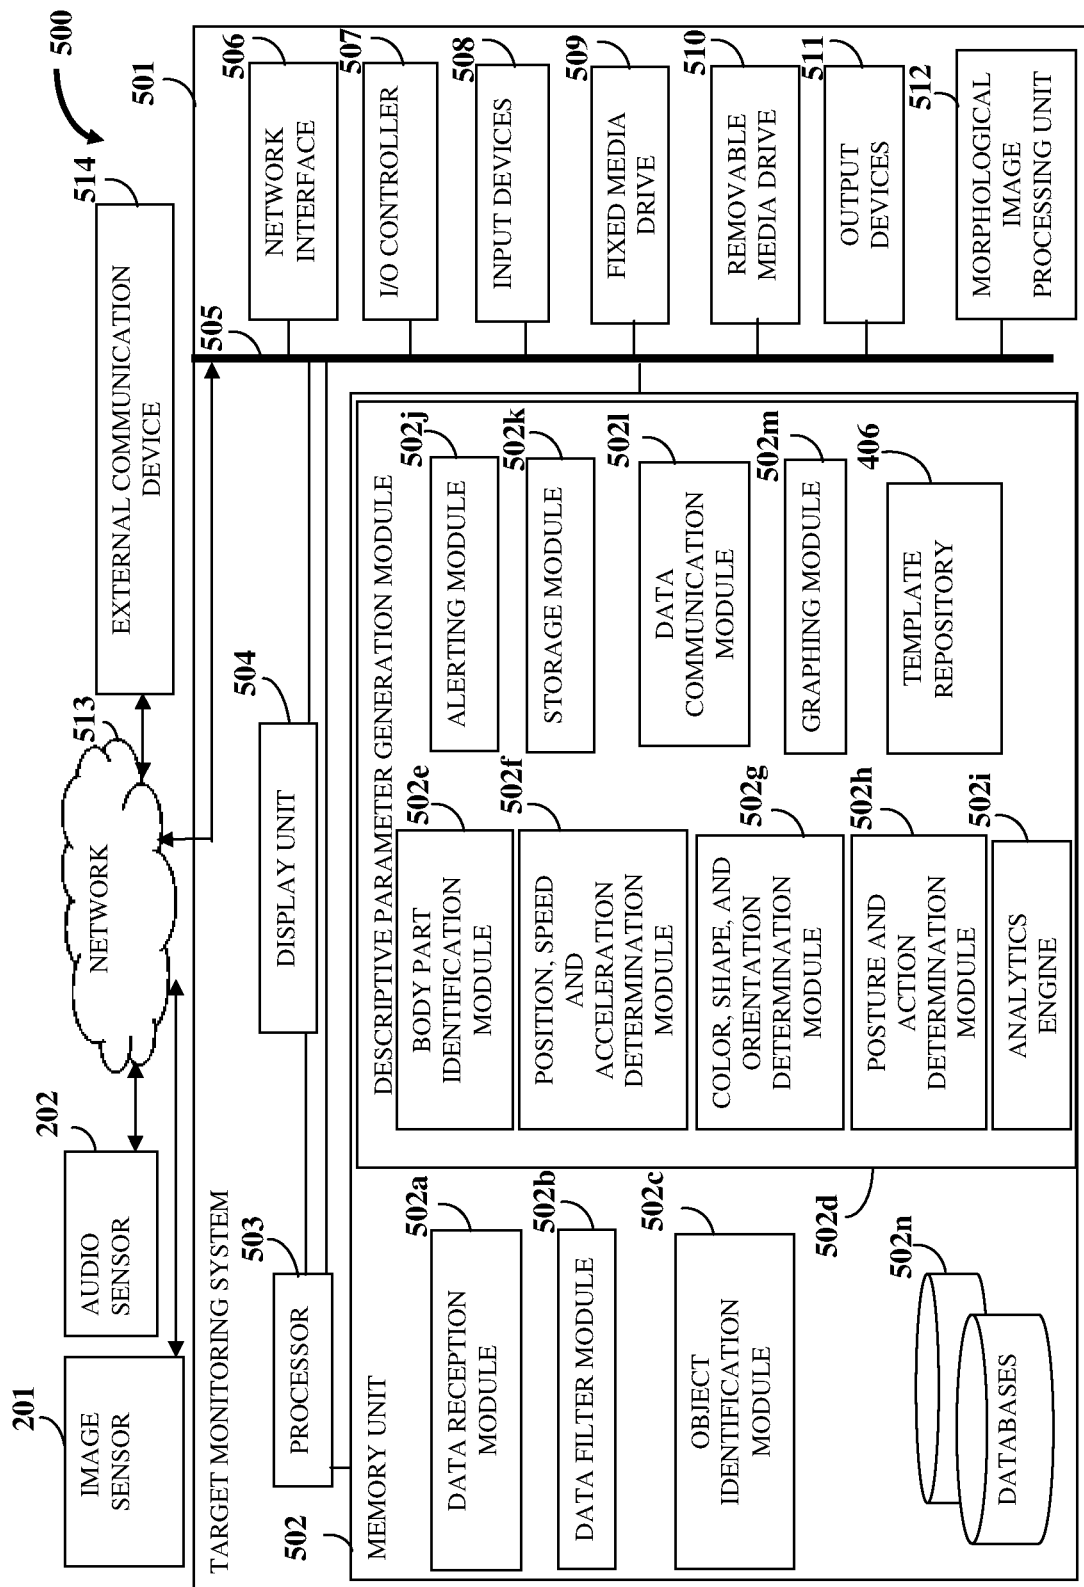 500
201
IMAGE
SENSOR
202
AUDIO
SENSOR
NETWORK
513
514
EXTERNAL COMMUNICATION
DEVICE
501
TARGET MONITORING SYSTEM
503
PROCESSOR
504
DISPLAY UNIT
505
506
NETWORK
INTERFACE
507
I/O CONTROLLER
508
INPUT DEVICES
509
FIXED MEDIA
DRIVE
510
REMOVABLE
MEDIA DRIVE
511
OUTPUT
DEVICES
512
MORPHOLOGICAL
IMAGE
PROCESSING UNIT
502
MEMORY UNIT
502a
DATA RECEPTION
MODULE
502b
DATA FILTER MODULE
502c
OBJECT
IDENTIFICATION
MODULE
502d
502n
DATABASES
DESCRIPTIVE PARAMETER GENERATION MODULE
502e
BODY PART
IDENTIFICATION
MODULE
502f
POSITION, SPEED
AND
ACCELERATION
DETERMINATION
MODULE
502g
COLOR, SHAPE, AND
ORIENTATION
DETERMINATION
MODULE
502h
POSTURE AND
ACTION
DETERMINATION
MODULE
502i
ANALYTICS
ENGINE
502j
ALERTING MODULE
502k
STORAGE MODULE
502l
DATA
COMMUNICATION
MODULE
502m
GRAPHING MODULE
406
TEMPLATE
REPOSITORY